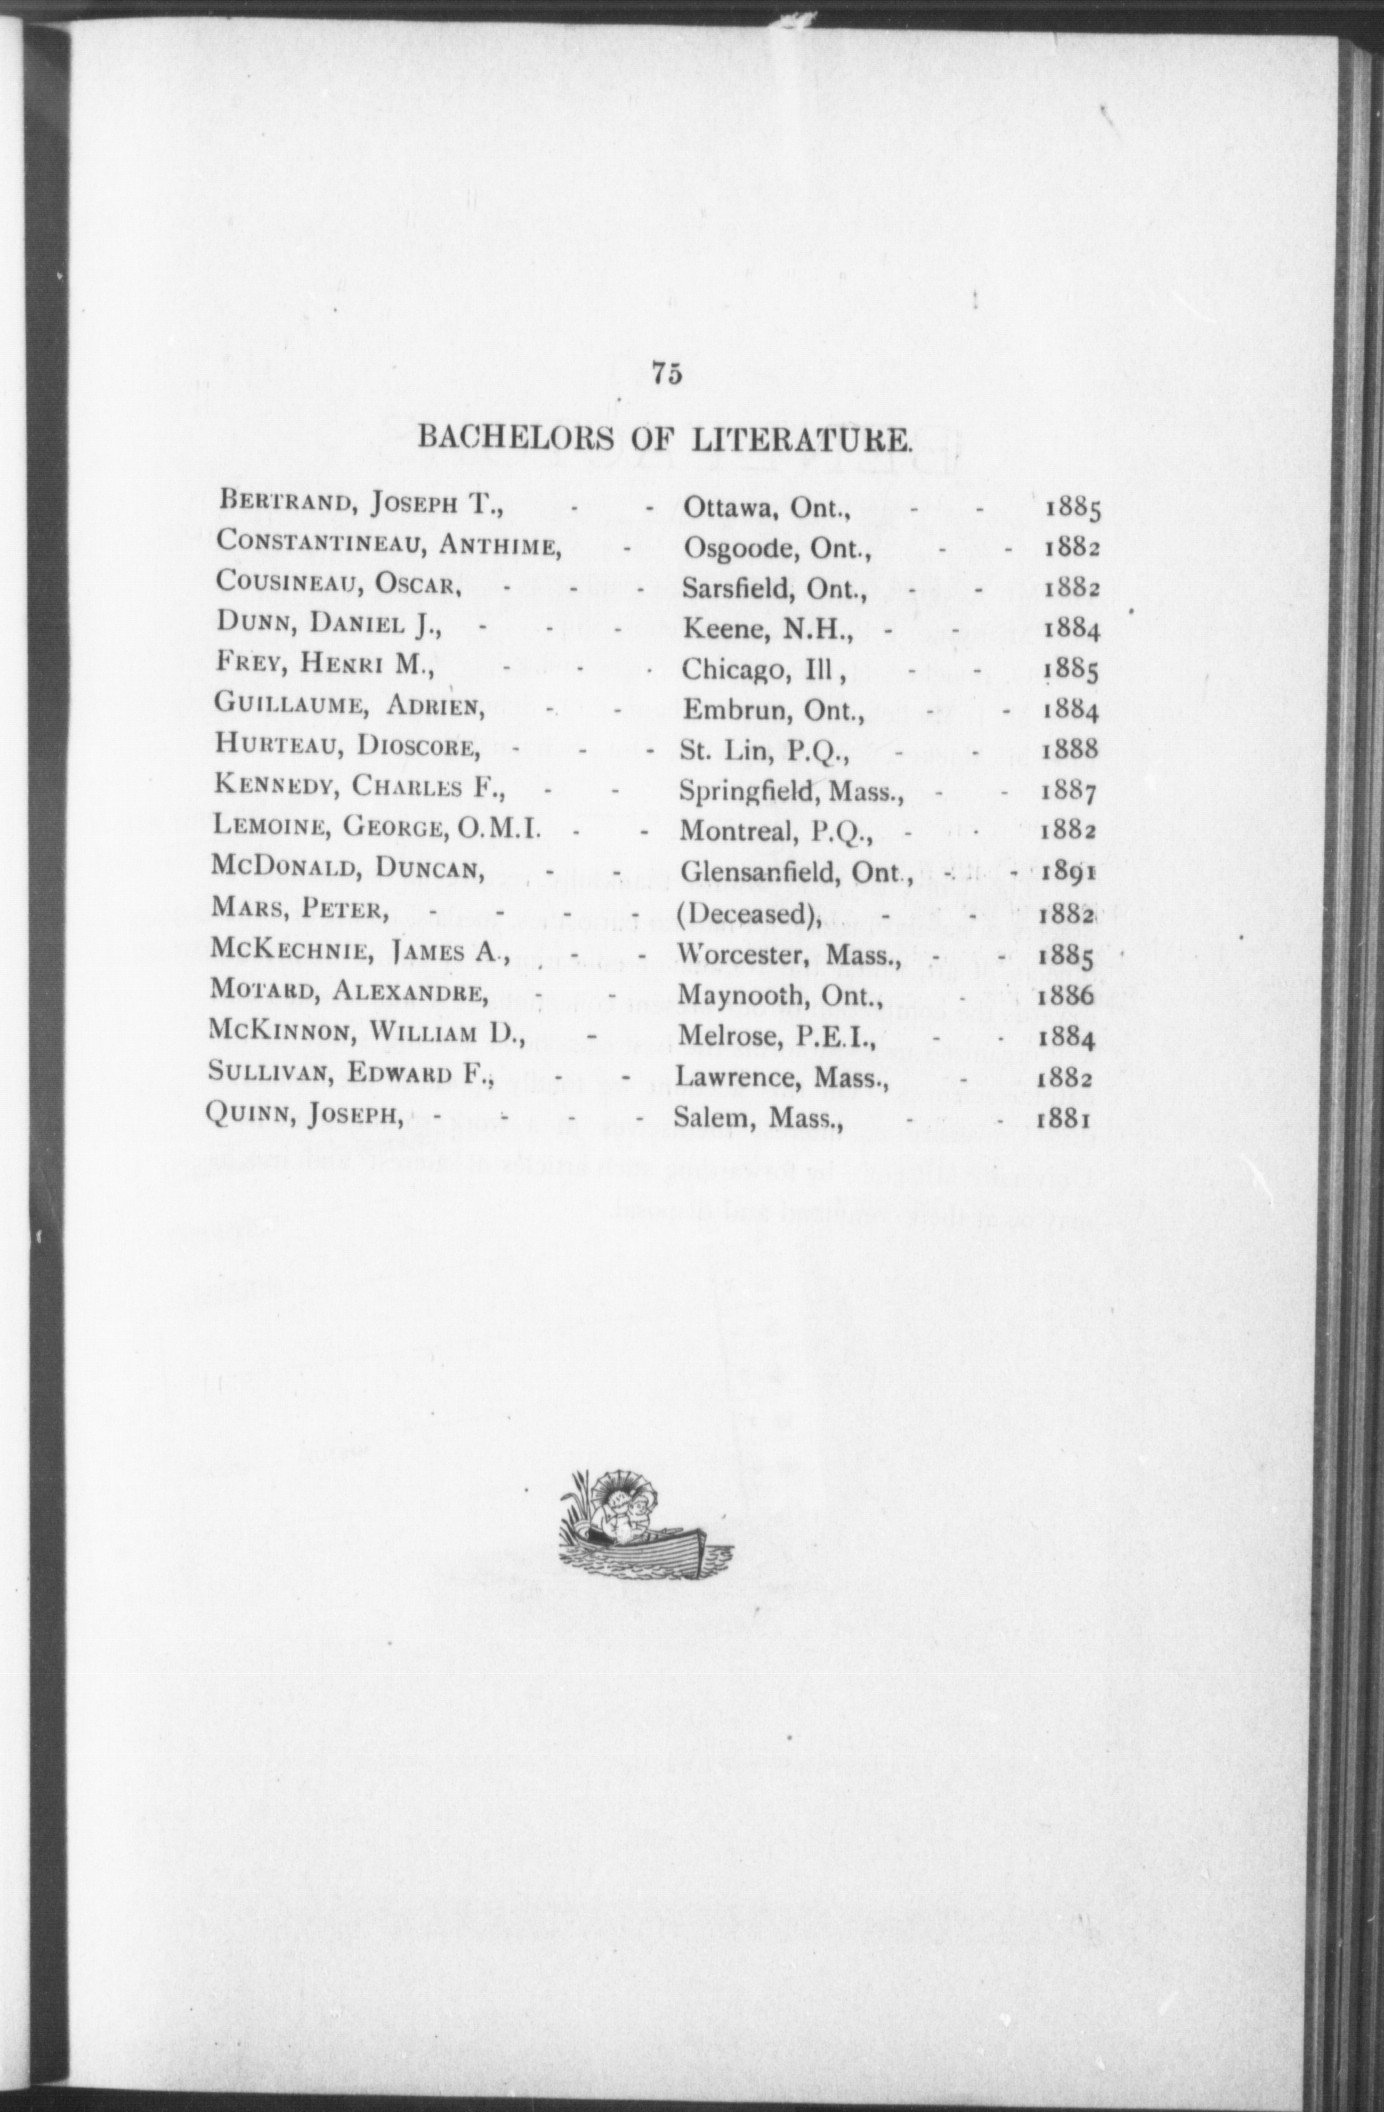 75
BACHELORS OF LITERATURE.
BERTRAND, JOSEPH T., - - Ottawa, Ont., - - 1885
CONSTANTINEAU, ANTHIME, - Osgoode, Ont., - - 1882
COUSINEAU, OSCAR, - - - Sarsfield, Ont., - - 1882
DUNN, DANIEL J., - - - Keene, N.H., - - 1884
FREY, HENRI M., - - - Chicago, Ill, - - 1885
GUILLAUME, ADRIEN, - - Embrun, Ont., - - 1884
HURTEAU, DIOSCORE, - - - St. Lin, P.Q., - - 1888
KENNEDY, CHARLES F., - - Springfield, Mass., - - 1887
LEMOINE, GEORGE, O.M.I. - - Montreal, P.Q., - - 1882
MCDONALD, DUNCAN, - - Glensanfield, Ont., - - 1891
MARS, PETER, - - - - (Deceased), - - 1882
MCKECHNIE, JAMES A., - - Worcester, Mass., - - 1885
MOTARD, ALEXANDRE, - - Maynooth, Ont., - 1886
MCKINNON, WILLIAM D., - Melrose, P.E.I., - - 1884
SULLIVAN, EDWARD F., - - Lawrence, Mass., - 1882
QUINN, JOSEPH, - - - - Salem, Mass., - - 1881